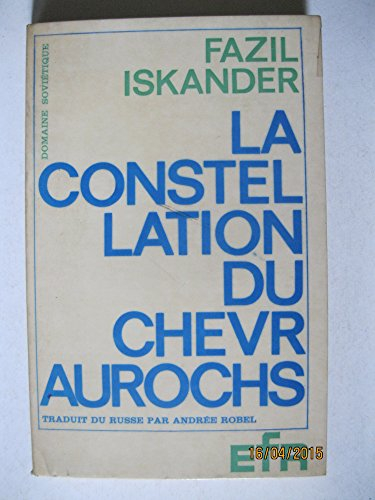 FAZIL
ISKANDER
DOMAINE SOVIÉTIQUE
LA
CONSTEL
LATION
DU
CHEVR
AUROCHS
TRADUIT DU RUSSE PAR ANDRÉE ROBEL
EFR
16/04/2015